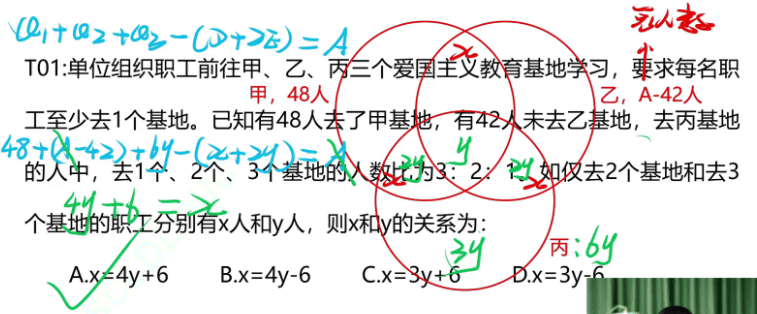 ①+②+③-(D+2E)=A
无人数
T01:单位组织职工前往甲、乙、丙三个爱国主义教育基地学习，要求每名职
甲，48人
乙，A-42人
x
工至少去1个基地。已知有48人去了甲基地，有42人未去乙基地，去丙基地
48+(A-42)+6y-(x+2y)=A
y
的人中，去1个、2个、3个基地的人数比为3：2：1。如仅去2个基地和去3
x
2y
2y
x
4y+6=x
个基地的职工分别有x人和y人，则x和y的关系为：
3y
丙:6y
A.x=4y+6 B.x=4y-6 C.x=3y+6 D.x=3y-6